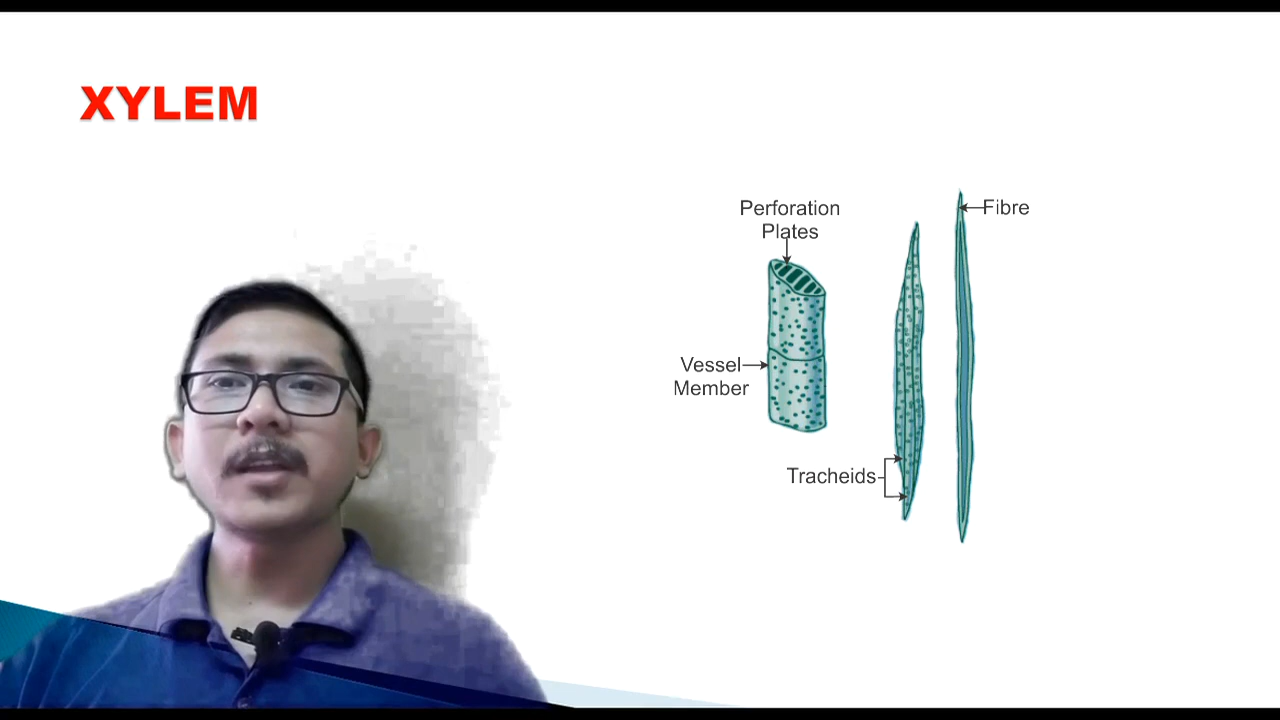 XYLEM
Perforation
Plates
Fibre
Vessel
Member
Tracheids